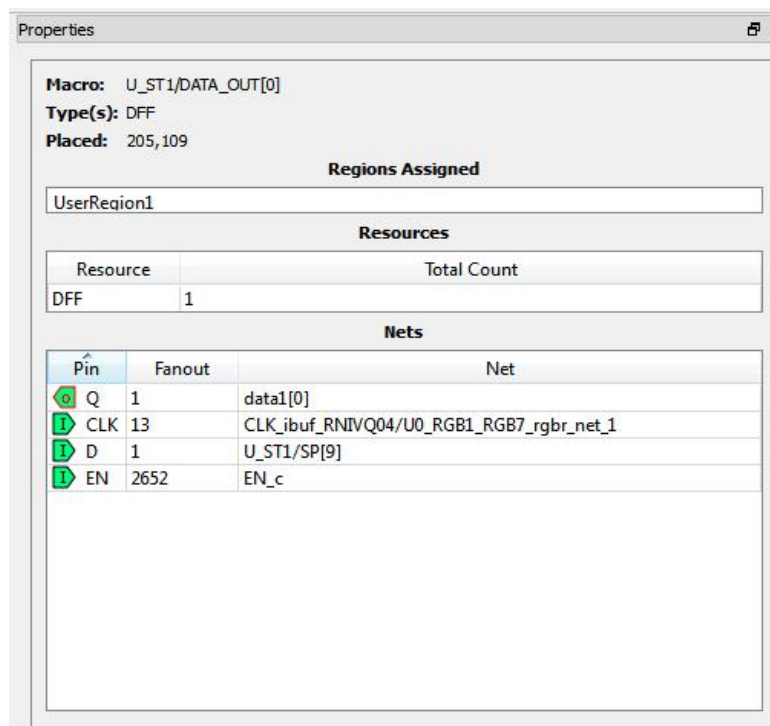 Properties
Macro: U_ST1/DATA_OUT[0]
Type(s): DFF
Placed: 205,109
Regions Assigned
UserRegion1
Resources
Resource Total Count
DFF 1
Nets
Pin Fanout Net
O Q 1 data1[0]
I CLK 13 CLK_ibuf_RNIVQ04/U0_RGB1_RGB7_rgbr_net_1
I D 1 U_ST1/SP[9]
I EN 2652 EN_c